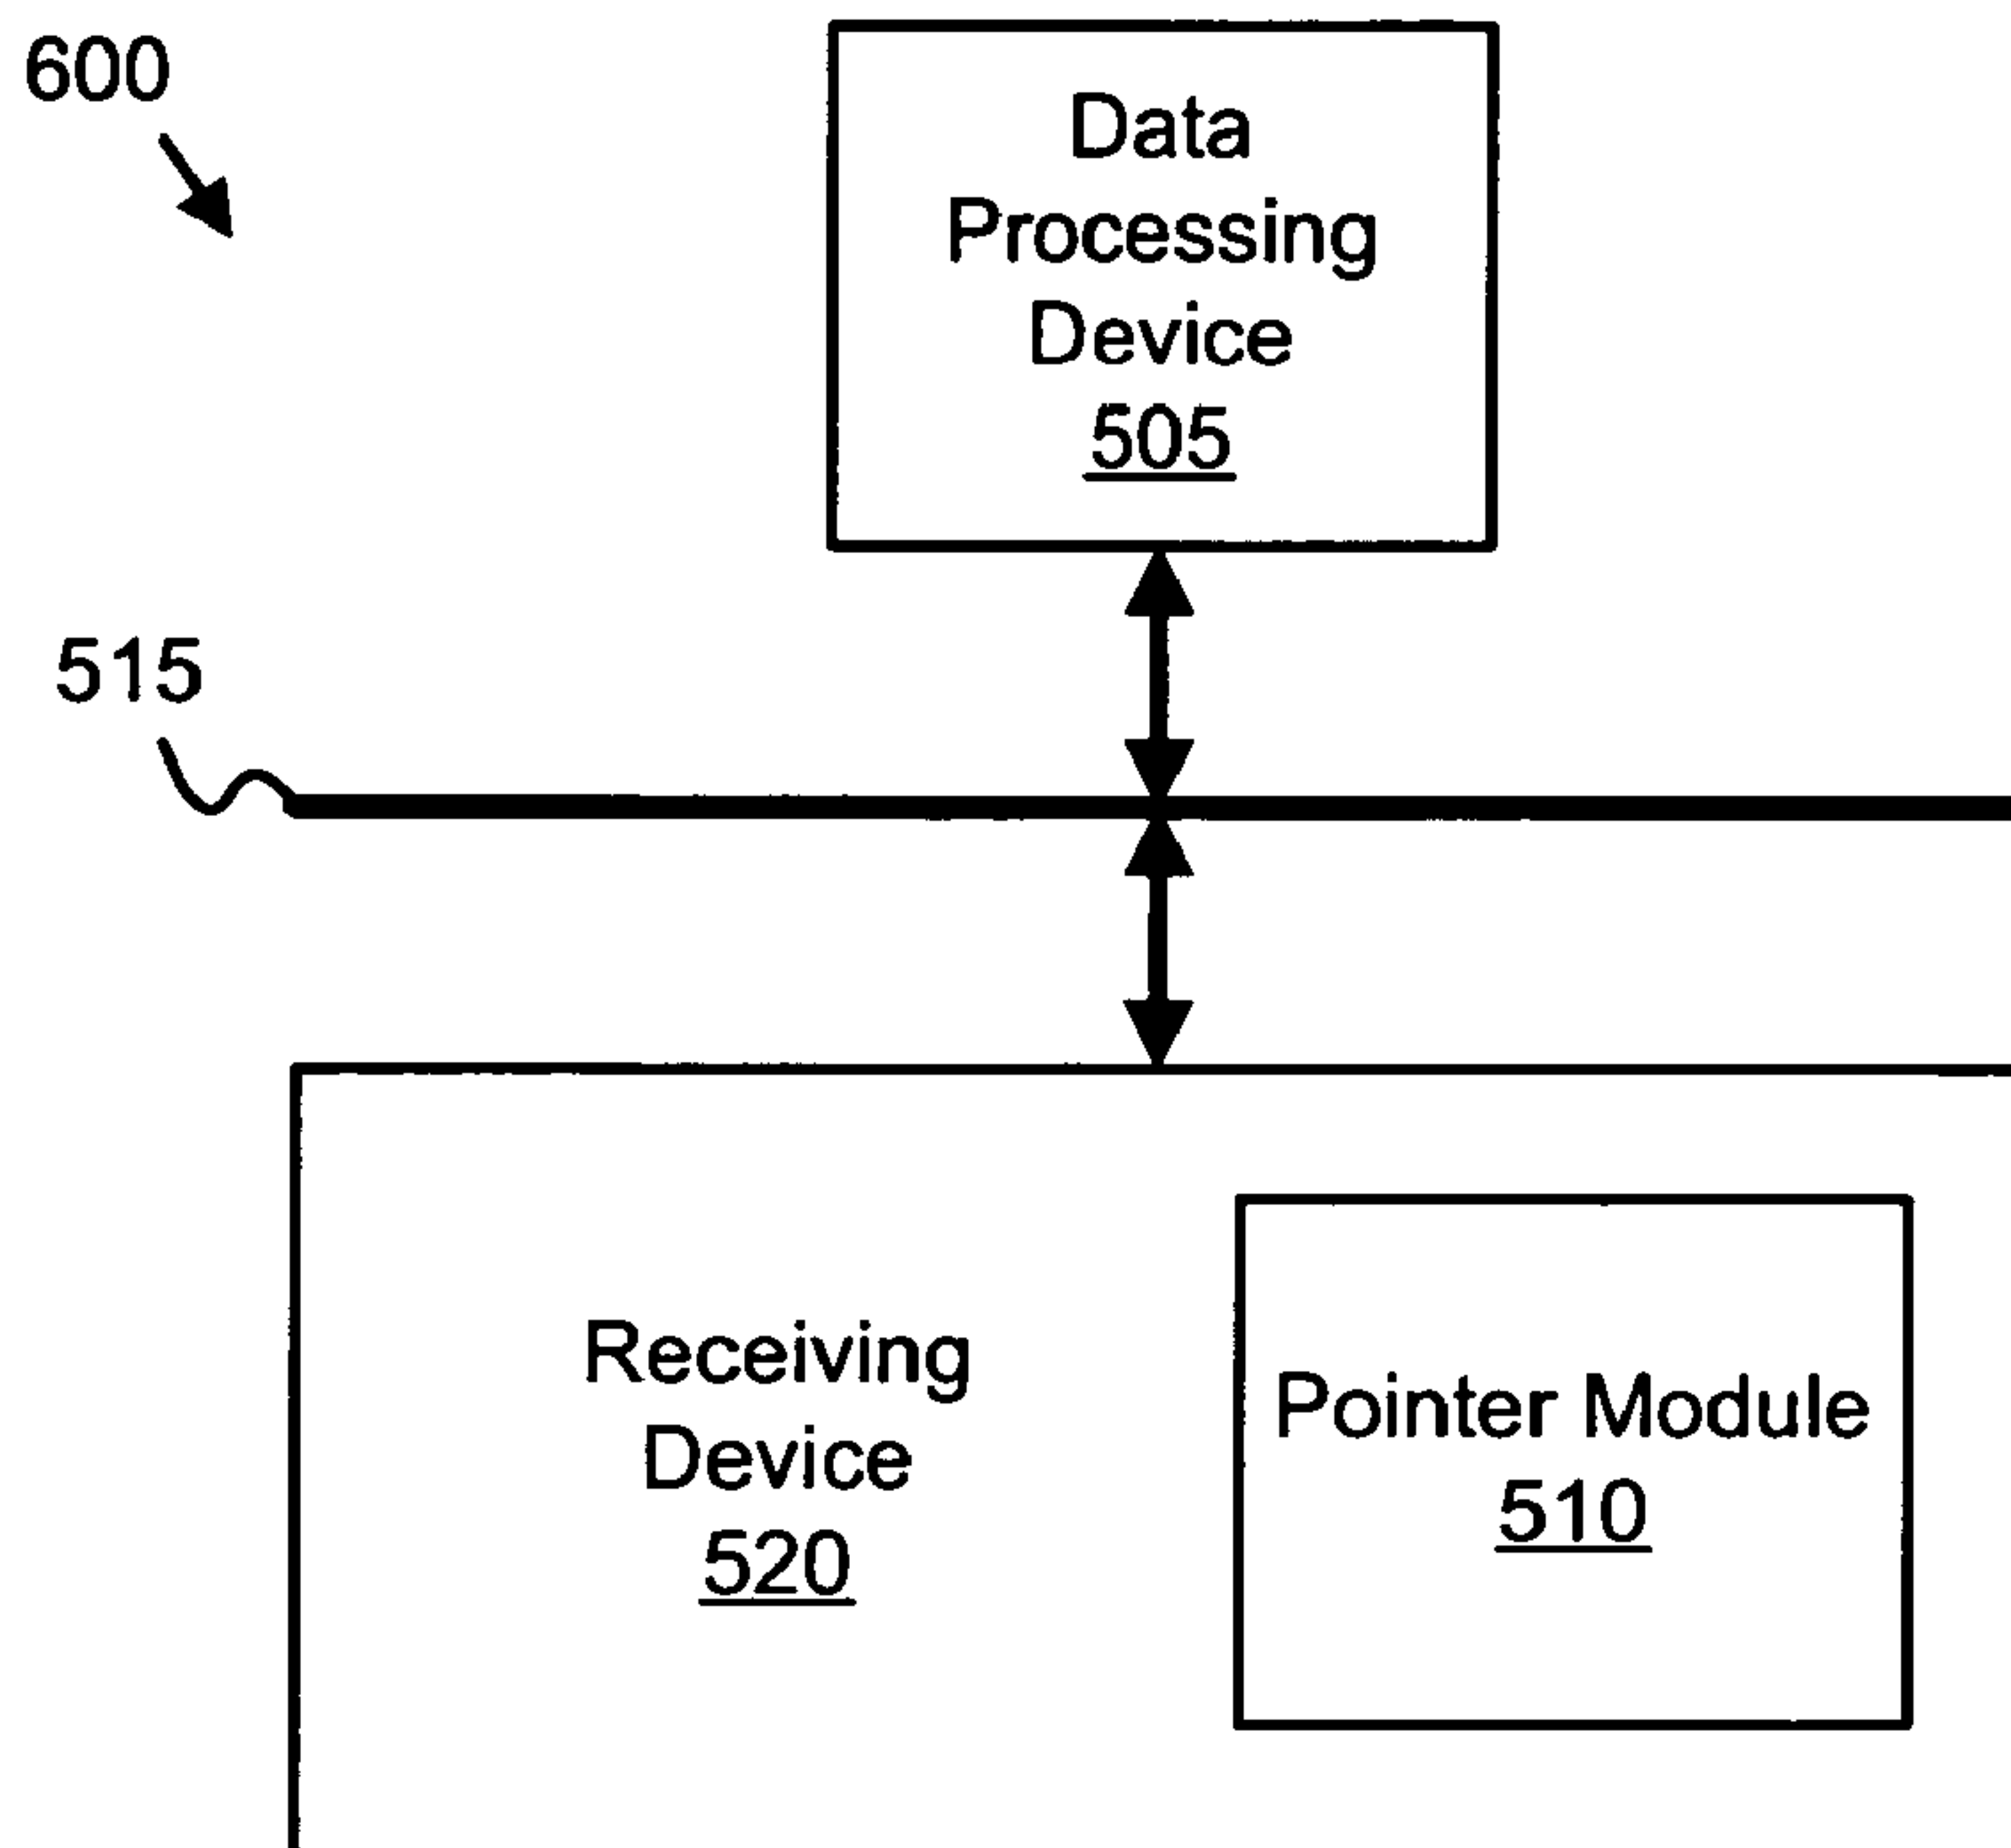 600
Data
Processing
Device
505
515
Receiving
Device
520
Pointer Module
510